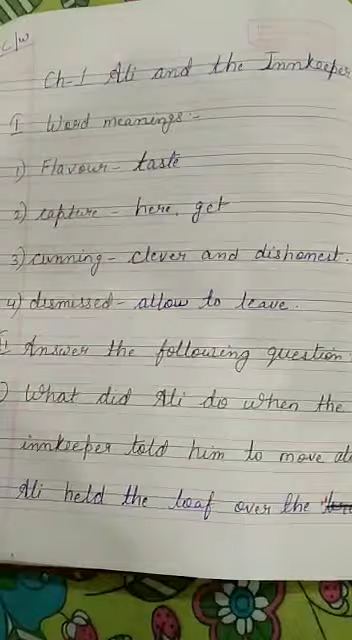 C/W
Ch-1 Ali and the Innkeeper
I Word meanings:-
1) Flavour - taste
2) capture - here, get
3) cunning - clever and dishonest.
4) dismissed - allow to leave.
Answer the following question
What did Ali do when the
innkeeper told him to move
Ali held the loaf over the